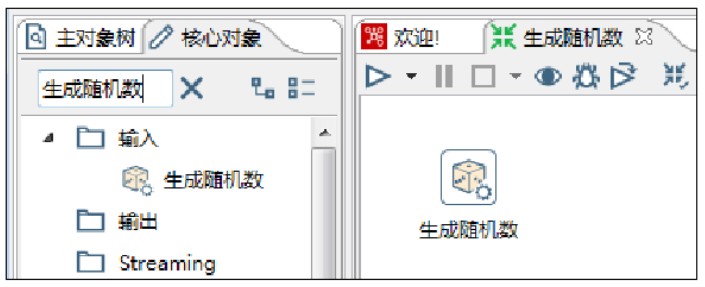 主对象树 核心对象
生成随机数
输入
生成随机数
输出
Streaming
欢迎! 生成随机数
生成随机数